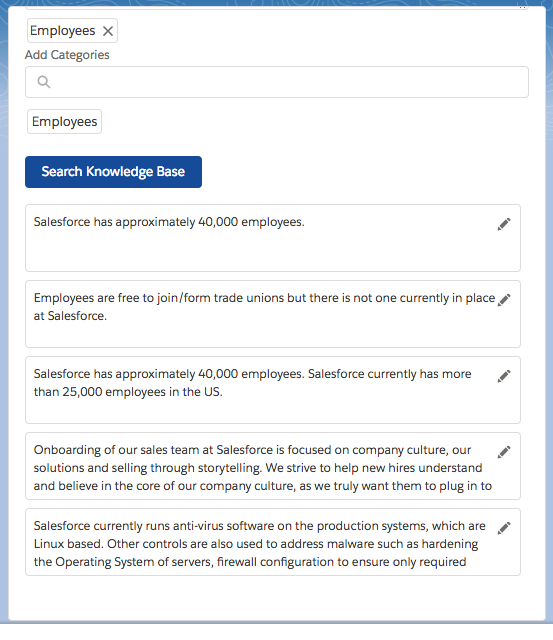 Employees
Add Categories
Employees
Search Knowledge Base
Salesforce has approximately 40,000 employees.
Employees are free to join/form trade unions but there is not one currently in place
at Salesforce.
Salesforce has approximately 40,000 employees. Salesforce currently has more
than 25,000 employees in the US.
Onboarding of our sales team at Salesforce is focused on company culture, our
solutions and selling through storytelling. We strive to help new hires understand
and believe in the core of our company culture, as we truly want them to plug in to
Salesforce currently runs anti-virus software on the production systems, which are
Linux based. Other controls are also used to address malware such as hardening
the Operating System of servers, firewall configuration to ensure only required